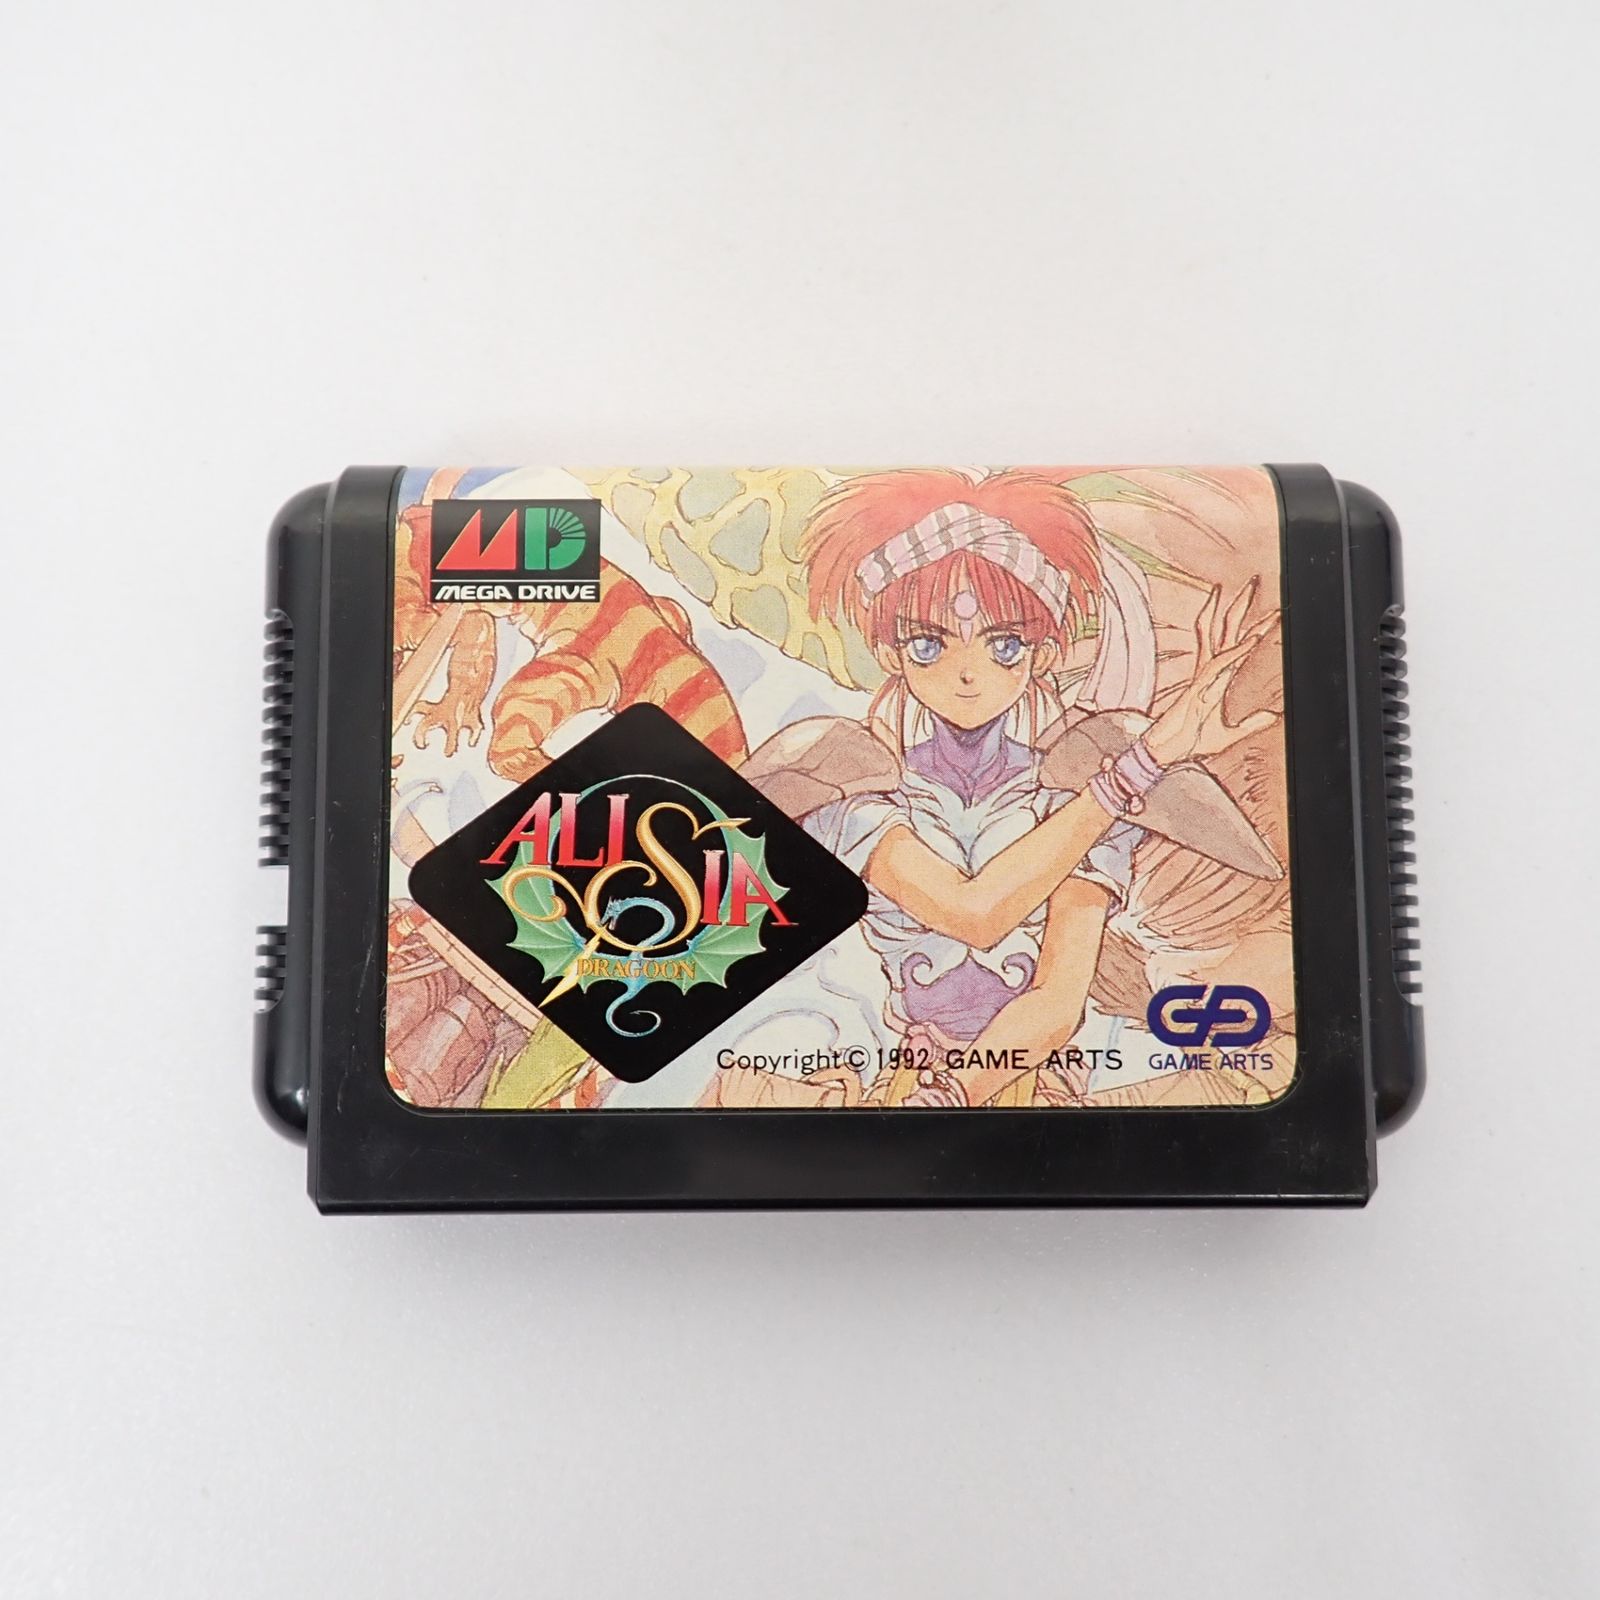 MD
MEGA DRIVE
ALISIA
DRAGOON
Copyright© 1992 GAME ARTS
GAME ARTS